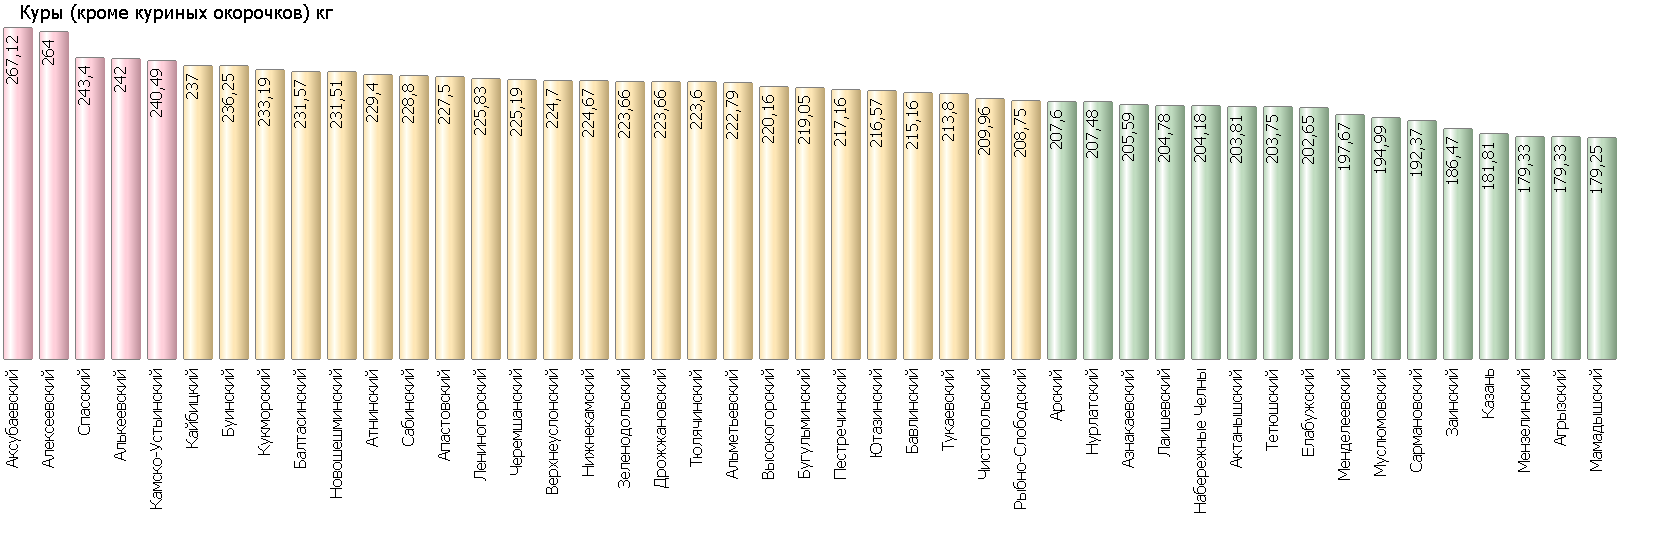 Куры (кроме куриных окорочков) кг
267,12
264
243,4
242
240,49
237
236,25
233,19
231,57
231,51
229,4
228,8
227,5
225,83
225,19
224,7
224,67
223,66
223,66
223,6
222,79
220,16
219,05
217,16
216,57
215,16
213,8
209,96
208,75
207,6
207,48
205,59
204,78
204,18
203,81
203,75
202,65
197,67
194,99
192,37
186,47
181,81
179,33
179,33
179,25
Аксубаевский
Алексеевский
Спасский
Алькеевский
Камско-Устьинский
Кайбицкий
Буинский
Кукморский
Балтасинский
Новошешминский
Атнинский
Сабинский
Апастовский
Лениногорский
Черемшанский
Верхнеуслонский
Нижнекамский
Зеленодольский
Дрожжановский
Тюлячинский
Альметьевский
Высокогорский
Бугульминский
Пестречинский
Ютазинский
Бавлинский
Тукаевский
Чистопольский
Рыбно-Слободский
Арский
Нурлатский
Азнакаевский
Лаишевский
Набережные Челны
Актанышский
Тетюшский
Елабужский
Менделеевский
Муслюмовский
Сармановский
Заинский
Казань
Мензелинский
Агрызский
Мамадышский